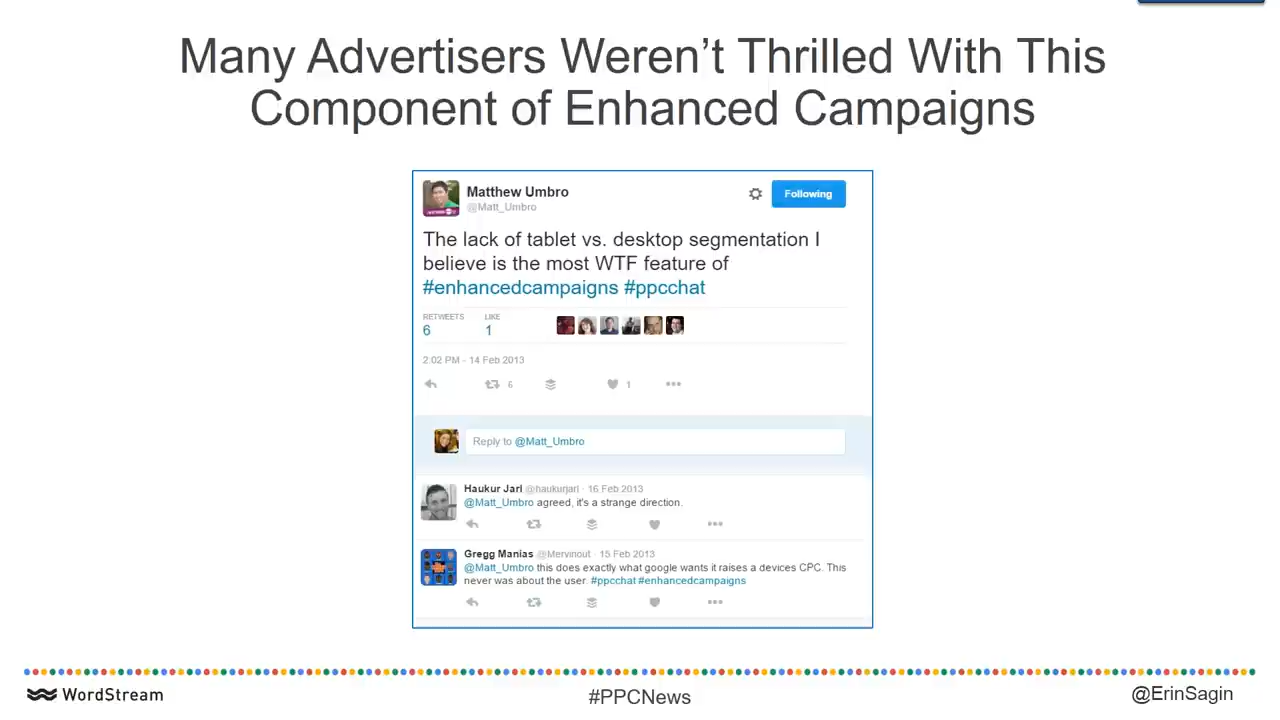 Many Advertisers Weren’t Thrilled With This
Component of Enhanced Campaigns
Matthew Umbro
@Matt_Umbro
Following
The lack of tablet vs. desktop segmentation I
believe is the most WTF feature of
#enhancedcampaigns #ppcchat
RETWEETS LIKE
6 1
2:02 PM - 14 Feb 2013
6 1
Reply to @Matt_Umbro
Haukur Jarl @haukurjarl · 16 Feb 2013
@Matt_Umbro agreed, it's a strange direction.
Gregg Manias @Mervinout · 15 Feb 2013
@Matt_Umbro this does exactly what google wants it raises a devices CPC. This
never was about the user. #ppcchat #enhancedcampaigns
WordStream
#PPCNews
@ErinSagin